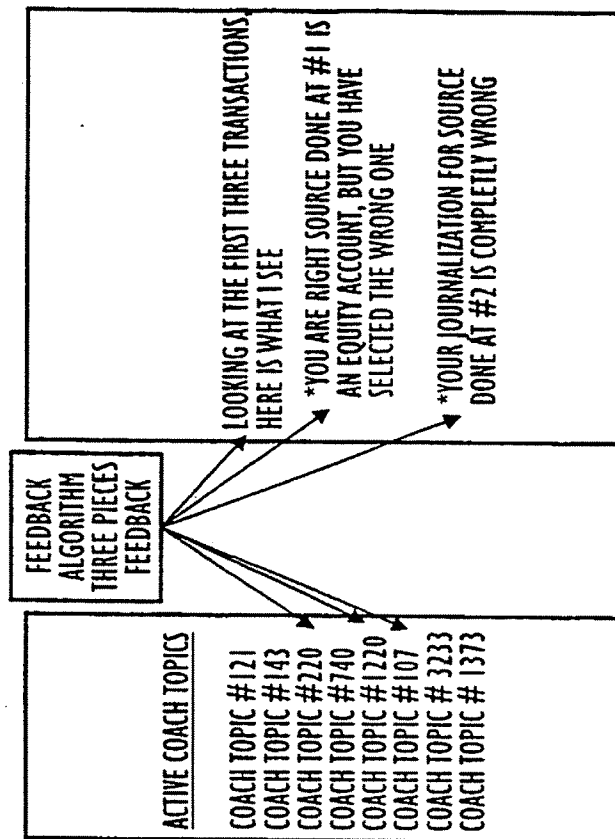 ACTIVE COACH TOPICS
COACH TOPIC #121
COACH TOPIC #143
COACH TOPIC #220
COACH TOPIC #740
COACH TOPIC #1220
COACH TOPIC #107
COACH TOPIC # 3233
COACH TOPIC # 1373
FEEDBACK
ALGORITHM
THREE PIECES
FEEDBACK
LOOKING AT THE FIRST THREE TRANSACTIONS,
HERE IS WHAT I SEE
*YOU ARE RIGHT SOURCE DONE AT #1 IS
AN EQUITY ACCOUNT, BUT YOU HAVE
SELECTED THE WRONG ONE
*YOUR JOURNALIZATION FOR SOURCE
DONE AT #2 IS COMPLETLY WRONG